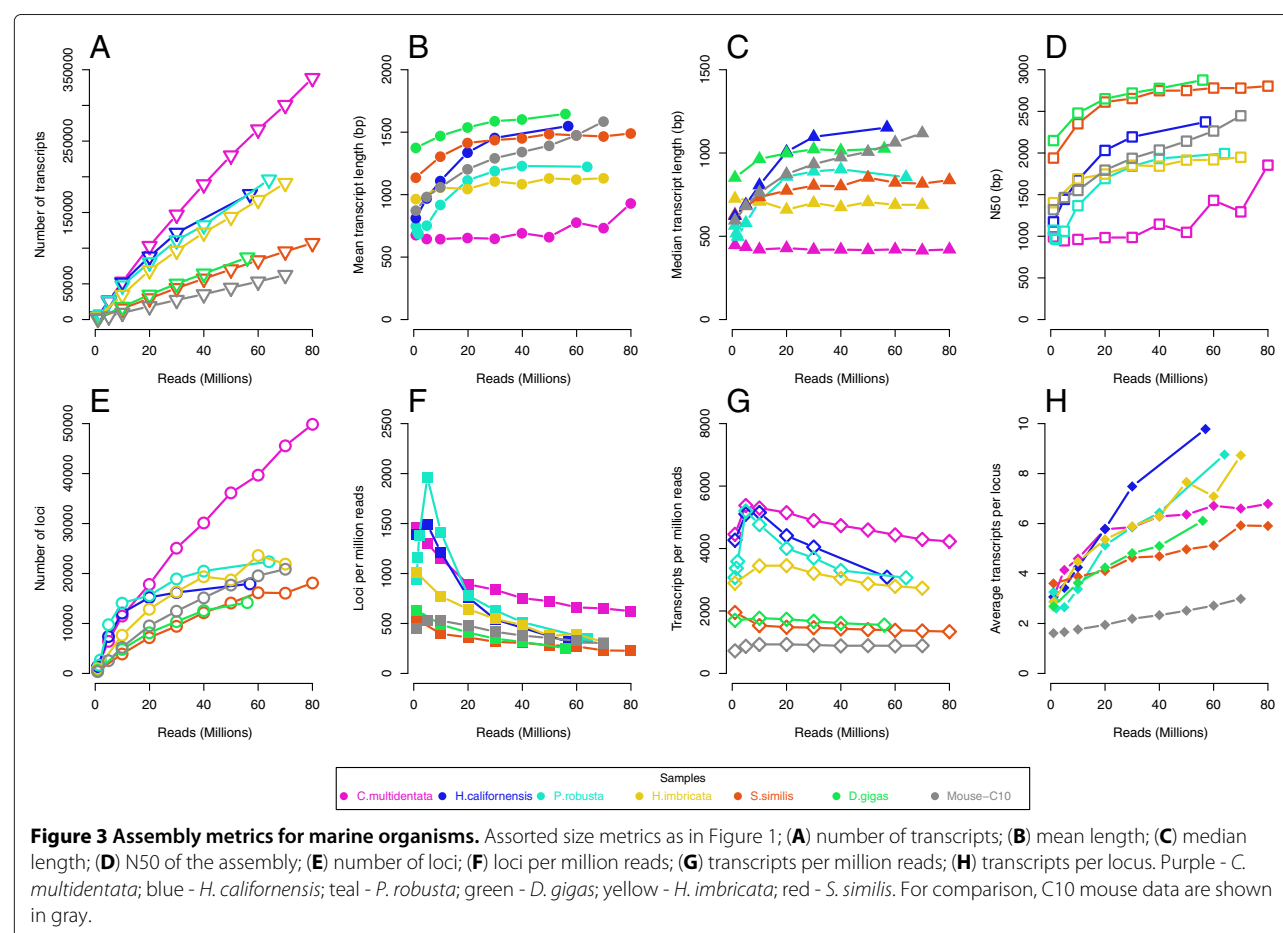 A
Number of transcripts
0 50000 150000 250000 350000
0 20 40 60 80
Reads (Millions)
B
Mean transcript length (bp)
0 500 1000 1500 2000
0 20 40 60 80
Reads (Millions)
C
Median transcript length (bp)
0 500 1000 1500
0 20 40 60 80
Reads (Millions)
D
N50 (bp)
0 500 1000 1500 2000 2500 3000
0 20 40 60 80
Reads (Millions)
E
Number of loci
0 10000 20000 30000 40000 50000
0 20 40 60 80
Reads (Millions)
F
Loci per million reads
0 500 1000 1500 2000 2500
0 20 40 60 80
Reads (Millions)
G
Transcripts per million reads
0 2000 4000 6000 8000
0 20 40 60 80
Reads (Millions)
H
Average transcripts per locus
0 2 4 6 8 10
0 20 40 60 80
Reads (Millions)
Samples
C.multidentata H.californensis P.robusta H.imbricata S.similis D.gigas Mouse−C10
Figure 3 Assembly metrics for marine organisms. Assorted size metrics as in Figure 1; (A) number of transcripts; (B) mean length; (C) median
length; (D) N50 of the assembly; (E) number of loci; (F) loci per million reads; (G) transcripts per million reads; (H) transcripts per locus. Purple - C.
multidentata; blue - H. californensis; teal - P. robusta; green - D. gigas; yellow - H. imbricata; red - S. similis. For comparison, C10 mouse data are shown
in gray.